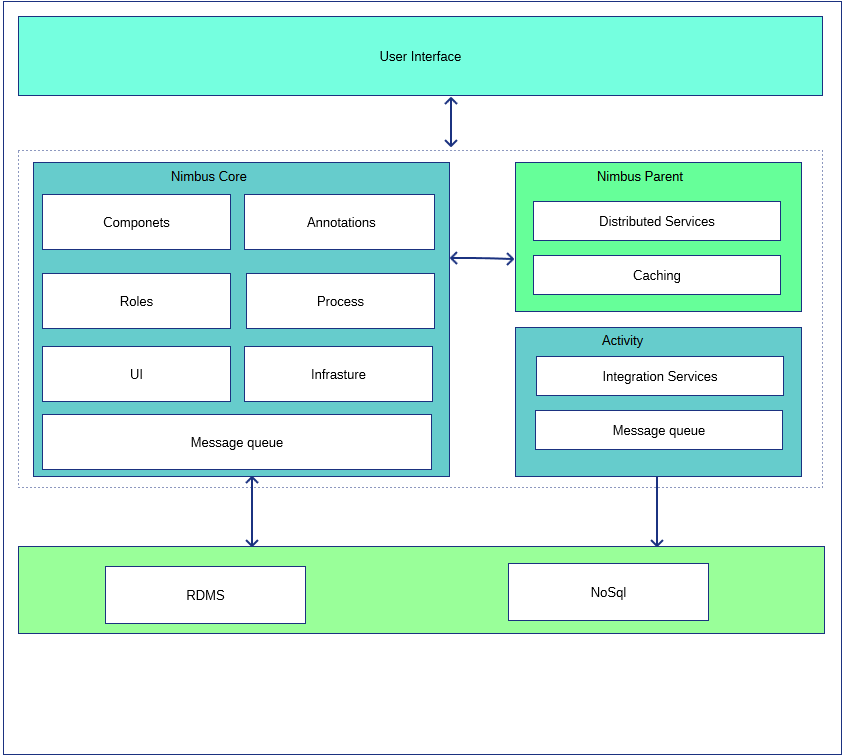 User Interface
Nimbus Core
Componets
Annotations
Roles
Process
UI
Infrasture
Message queue
Nimbus Parent
Distributed Services
Caching
Activity
Integration Services
Message queue
RDMS
NoSql